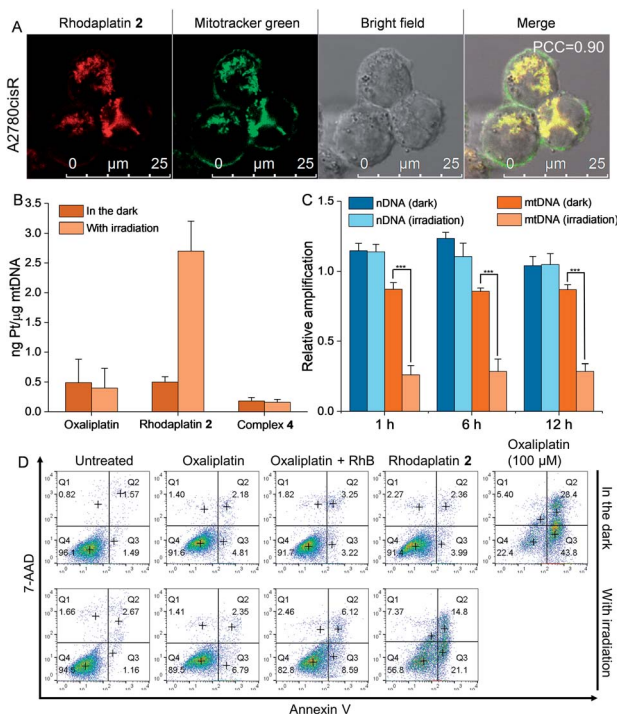 A
Rhodaplatin 2
Mitotracker green
Bright field
Merge
A2780cisR
PCC=0.90
0 µm 25
0 µm 25
0 µm 25
0 µm 25
B
ng Pt/µg mtDNA
3.5
3.0
2.5
2.0
1.5
1.0
0.5
0.0
In the dark
With irradiation
Oxaliplatin
Rhodaplatin 2
Complex 4
C
nDNA (dark)
nDNA (irradiation)
mtDNA (dark)
mtDNA (irradiation)
Relative amplification
1.5
1.0
0.5
0.0
***
***
***
1 h
6 h
12 h
D
Untreated
Oxaliplatin
Oxaliplatin + RhB
Rhodaplatin 2
Oxaliplatin
(100 µM)
In the dark
Q1 0.82
Q2 1.57
Q4 96.1
Q3 1.49
Q1 1.40
Q2 2.18
Q4 91.6
Q3 4.81
Q1 1.82
Q2 3.25
Q4 91.7
Q3 3.22
Q1 2.27
Q2 2.36
Q4 91.4
Q3 3.99
Q1 5.40
Q2 28.4
Q4 22.4
Q3 43.8
With irradiation
Q1 1.66
Q2 2.67
Q4
Q3 1.16
Q1 1.41
Q2 2.35
Q4 89.5
Q3 6.79
Q1 2.46
Q2 6.12
Q4 82.8
Q3 8.59
Q1 7.37
Q2 14.8
Q4 56.8
Q3 21.1
7-AAD
Annexin V